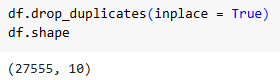 df.drop_duplicates(inplace = True)
df.shape
(27555, 10)